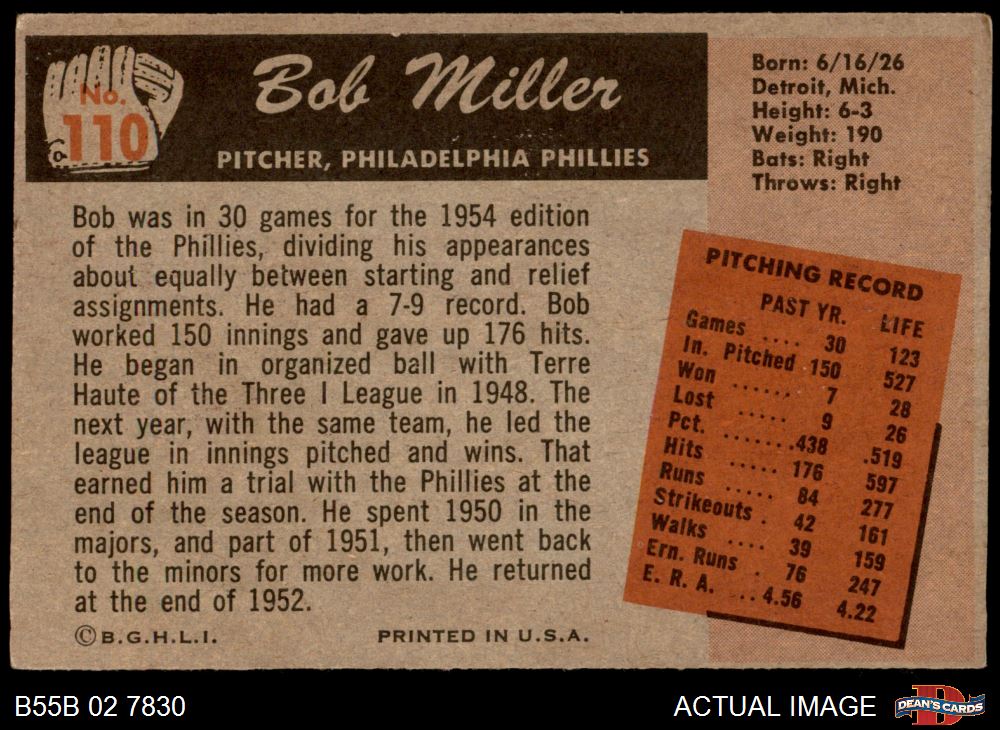 No.
110
Bob Miller
PITCHER, PHILADELPHIA PHILLIES
Born: 6/16/26
Detroit, Mich.
Height: 6-3
Weight: 190
Bats: Right
Throws: Right
Bob was in 30 games for the 1954 edition
of the Phillies, dividing his appearances
about equally between starting and relief
assignments. He had a 7-9 record. Bob
worked 150 innings and gave up 176 hits.
He began in organized ball with Terre
Haute of the Three I League in 1948. The
next year, with the same team, he led the
league in innings pitched and wins. That
earned him a trial with the Phillies at the
end of the season. He spent 1950 in the
majors, and part of 1951, then went back
to the minors for more work. He returned
at the end of 1952.
©B.G.H.L.I. PRINTED IN U.S.A.
PITCHING RECORD
PAST YR. LIFE
Games .... 30 123
In. Pitched 150 527
Won ...... 7 28
Lost ..... 9 26
Pct. .......438 .519
Hits ..... 176 597
Runs ..... 84 277
Strikeouts . 42 161
Walks .... 39 159
Ern. Runs . 76 247
E. R. A. ...4.56 4.22
B55B 02 7830
ACTUAL IMAGE
DEAN'S CARDS